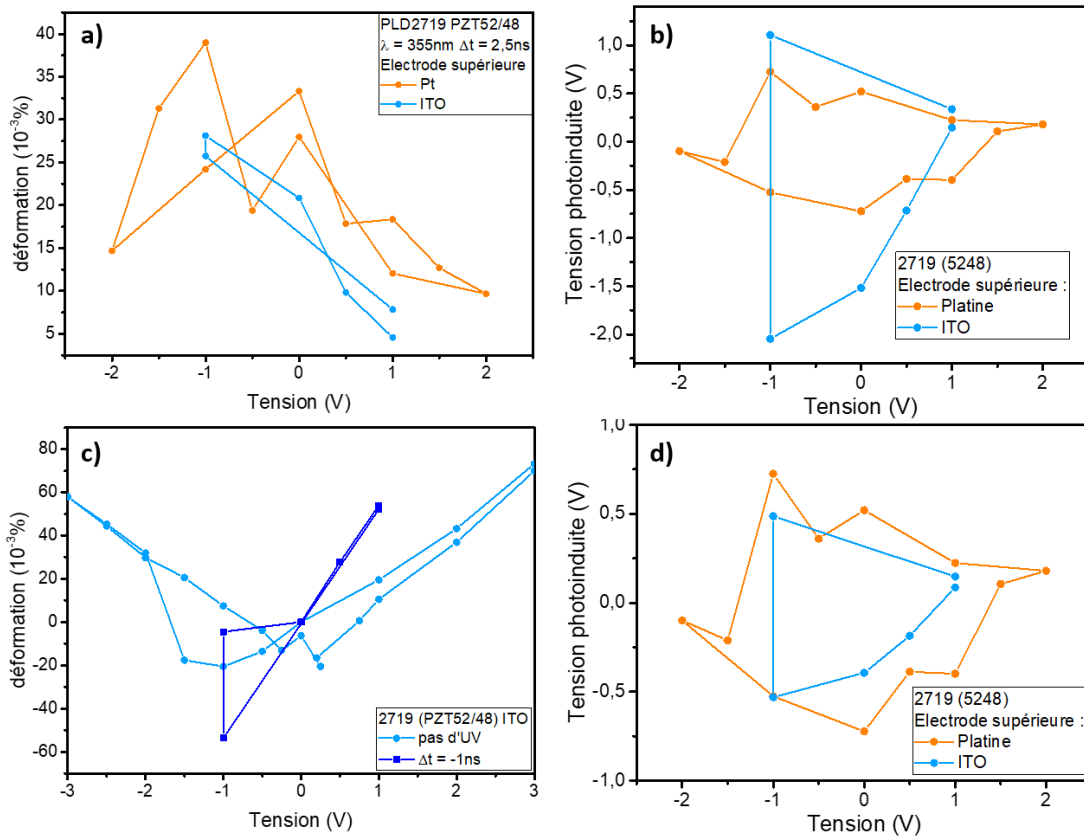 a)
PLD2719 PZT52/48
λ = 355nm Δt = 2,5ns
Electrode supérieure
Pt
ITO
déformation (10⁻³%)
40
35
30
25
20
15
10
5
-2
-1
0
1
2
Tension (V)
b)
Tension photoinduite (V)
1,0
0,5
0,0
-0,5
-1,0
-1,5
-2,0
2719 (5248)
Electrode supérieure :
Platine
ITO
-2
-1
0
1
2
Tension (V)
c)
déformation (10⁻³%)
80
60
40
20
0
-20
-40
-60
2719 (PZT52/48) ITO
pas d'UV
Δt = -1ns
-3
-2
-1
0
1
2
3
Tension (V)
d)
Tension photoinduite (V)
1,0
0,5
0,0
-0,5
-1,0
2719 (5248)
Electrode supérieure :
Platine
ITO
-2
-1
0
1
2
Tension (V)